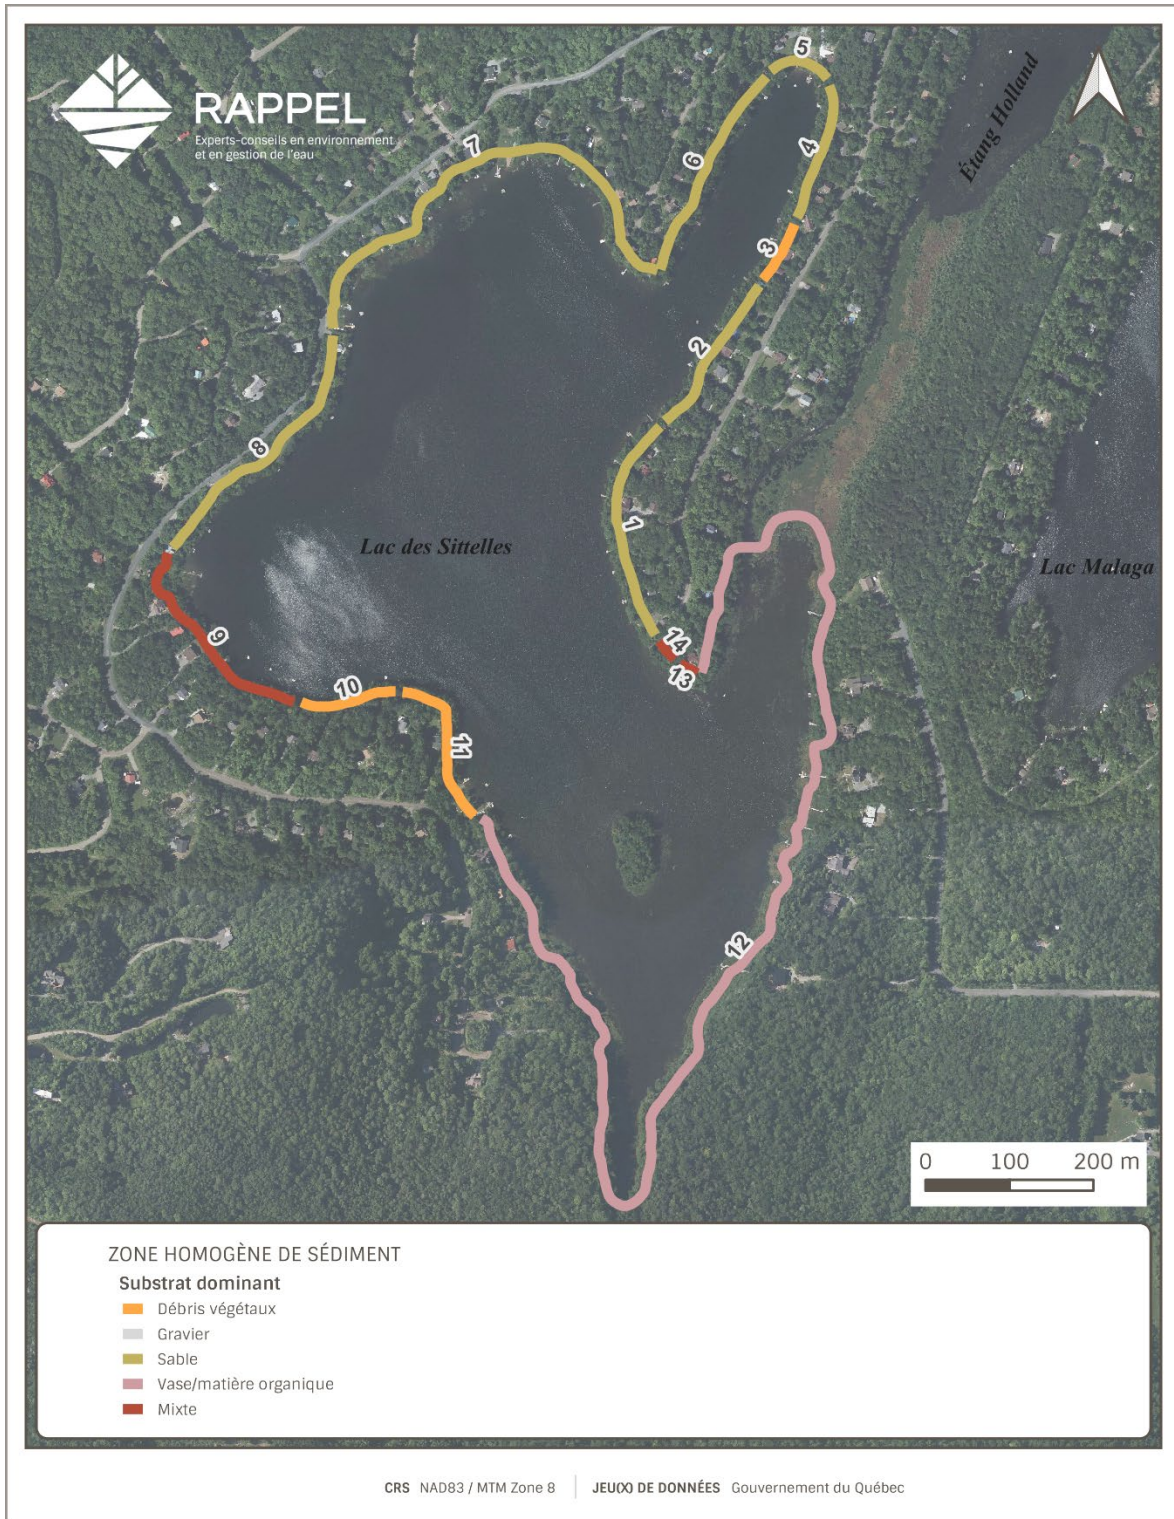 RAPPEL
Experts-conseils en environnement
et en gestion de l'eau
5
Étang Holland
7
6
4
3
2
8
1
Lac des Sittelles
Lac Malaga
9
14
13
10
11
12
0 100 200 m
ZONE HOMOGÈNE DE SÉDIMENT
Substrat dominant
Débris végétaux
Gravier
Sable
Vase/matière organique
Mixte
CRS NAD83 / MTM Zone 8 | JEU(X) DE DONNÉES Gouvernement du Québec